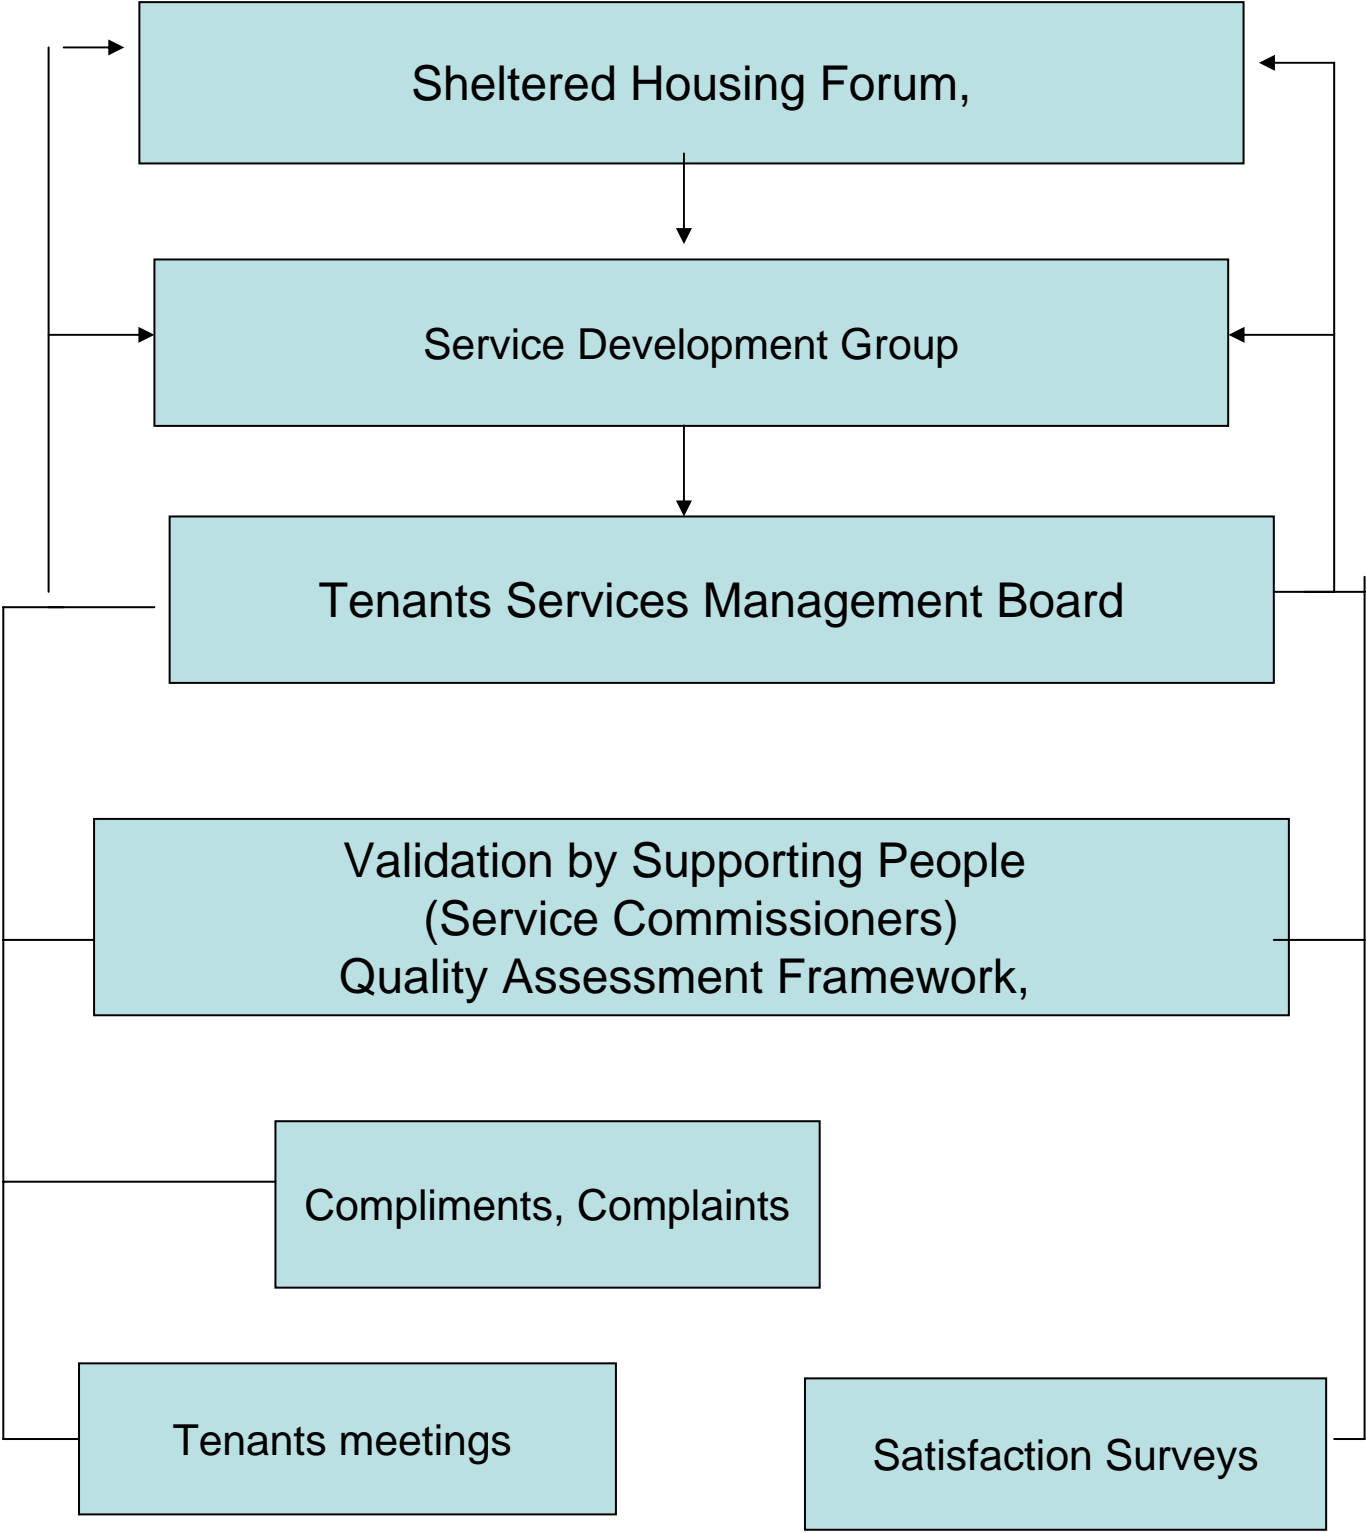 Sheltered Housing Forum,
Service Development Group
Tenants Services Management Board
Validation by Supporting People
(Service Commissioners)
Quality Assessment Framework,
Compliments, Complaints
Tenants meetings
Satisfaction Surveys